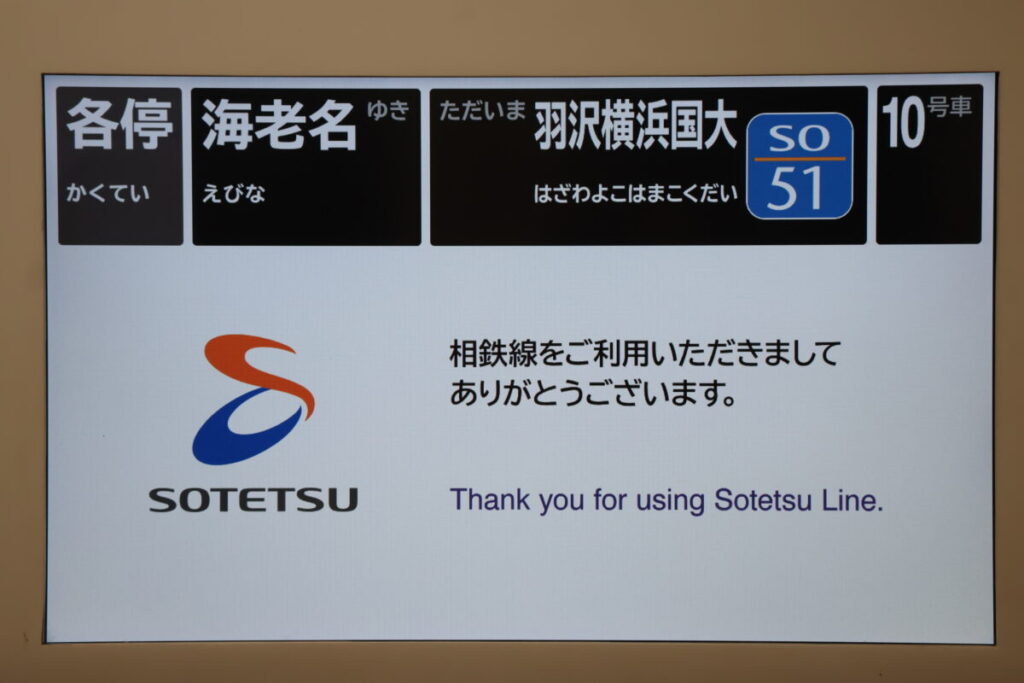 各停
かくてい
海老名 ゆき
えびな
ただいま 羽沢横浜国大
はざわよこはまこくだい
SO
51
10 号車
相鉄線をご利用いただきまして
ありがとうございます。
SOTETSU
Thank you for using Sotetsu Line.